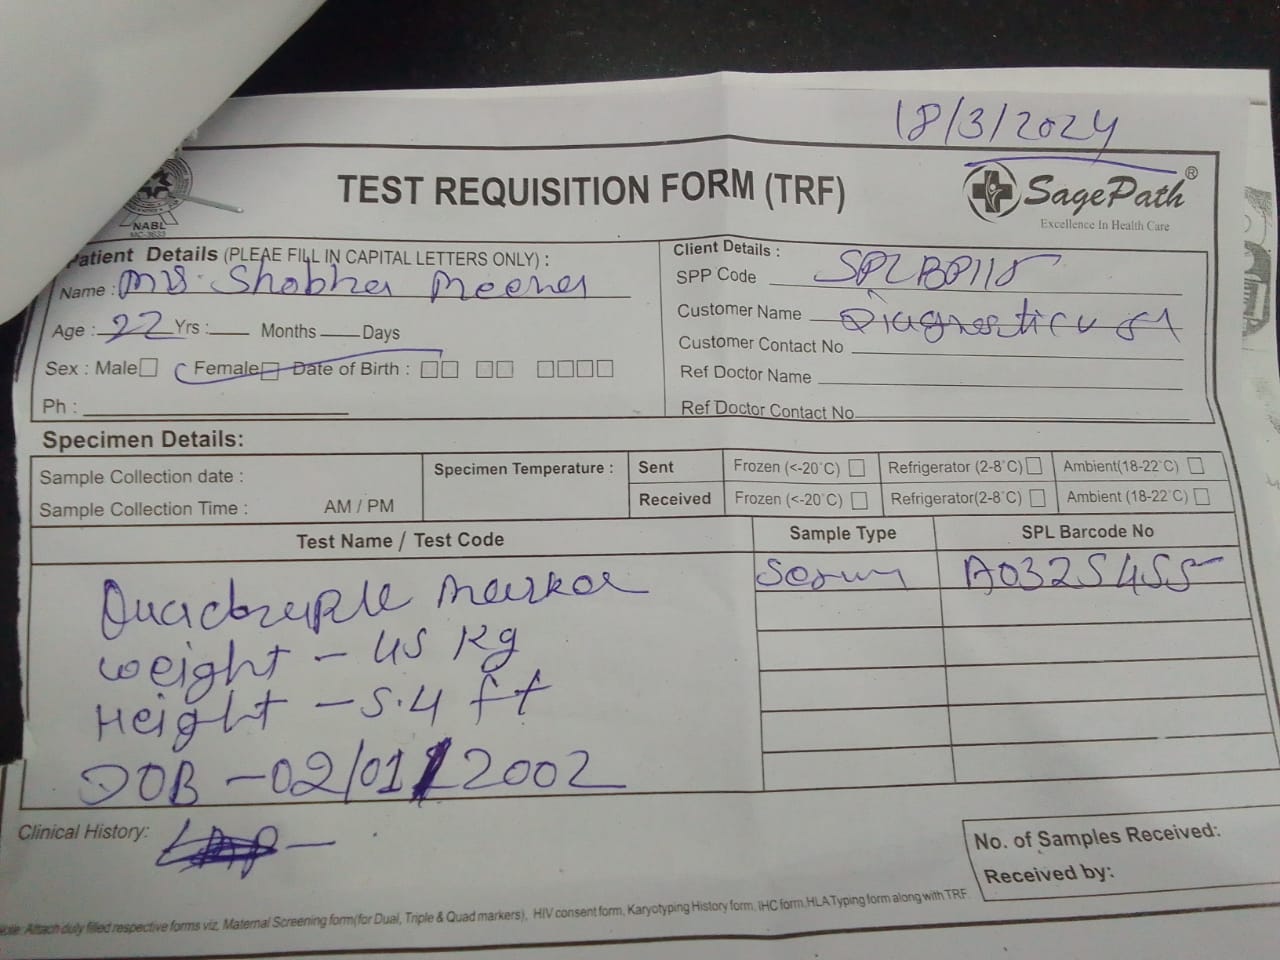 18/3/2024
TEST REQUISITION FORM (TRF)
SagePath®
Excellence In Health Care
NABL
MC-3633
Patient Details (PLEAE FILL IN CAPITAL LETTERS ONLY) :
Name : Mrs. Shobha Meena
Age : 22 Yrs : Months Days
Sex : Male Female Date of Birth :
Ph :
Client Details :
SPP Code SPLBP118
Customer Name
Customer Contact No
Ref Doctor Name
Ref Doctor Contact No
Specimen Details:
Sample Collection date :
Sample Collection Time : AM / PM
Specimen Temperature :
Sent Frozen (<-20°C) Refrigerator (2-8°C) Ambient(18-22°C)
Received Frozen (<-20°C) Refrigerator(2-8°C) Ambient (18-22°C)
Test Name / Test Code Sample Type SPL Barcode No
Quadruple Marker Serum A0325455
Weight - 45 Kg
Height - 5.4 ft
DOB - 02/01/2002
Clinical History:
No. of Samples Received:
Received by:
Note: Attach duly filled respective forms viz, Maternal Screening form(for Dual, Triple & Quad markers), HIV consent form, Karyotyping History form, IHC form.HLA Typing form along with TRF.